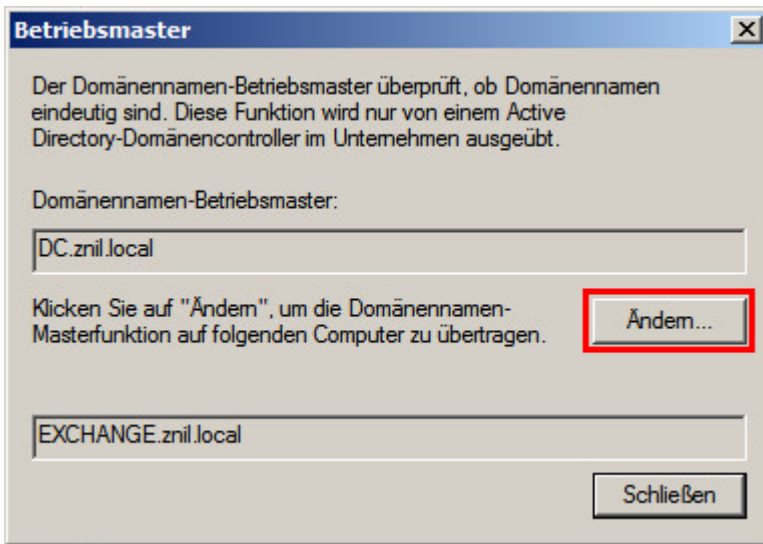 Betriebsmaster
Der Domänennamen-Betriebsmaster überprüft, ob Domänennamen
eindeutig sind. Diese Funktion wird nur von einem Active
Directory-Domänencontroller im Unternehmen ausgeübt.
Domänennamen-Betriebsmaster:
DC.znil.local
Klicken Sie auf "Ändern", um die Domänennamen-
Masterfunktion auf folgenden Computer zu übertragen.
Ändern...
EXCHANGE.znil.local
Schließen